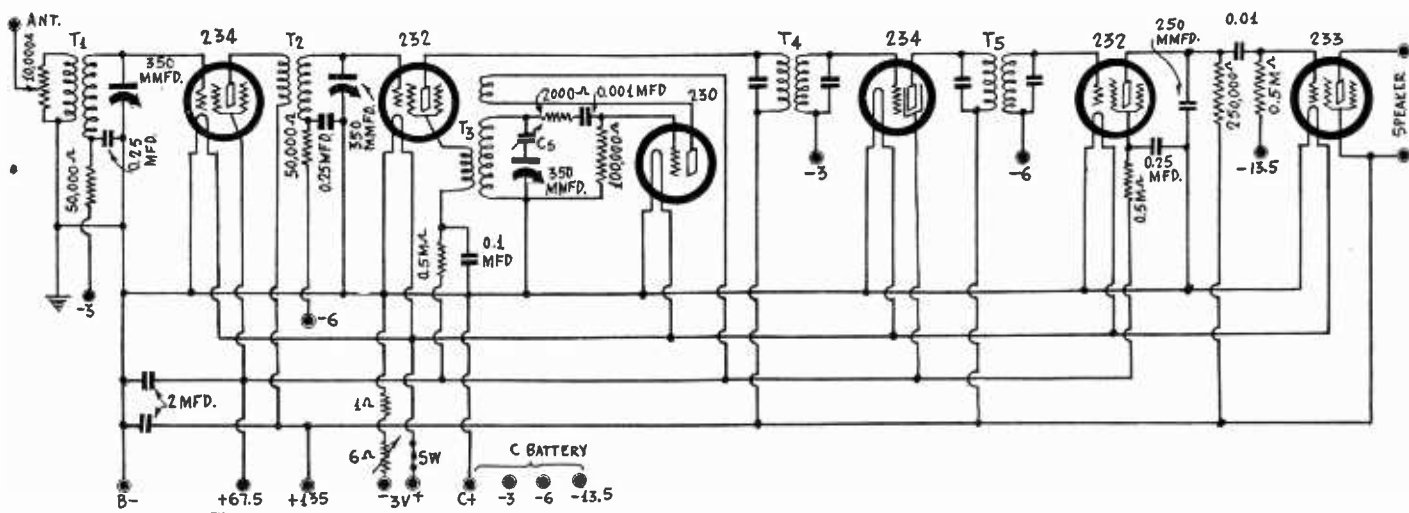 ANT.
T1
10,000Ω
350
MMFD.
234
0.25
MFD.
50,000Ω
-3
T2
50,000Ω
0.25MFD
350
MMFD.
-6
232
2000Ω
0.001MFD
T3
C5
350
MMFD.
100,000Ω
230
0.5MΩ
0.1
MFD
T4
-3
234
T5
-6
232
250
MMFD.
0.25
MFD.
0.5MΩ
0.01
250,000Ω
0.5MΩ
-13.5
233
SPEAKER
2 MFD.
1Ω
6Ω
SW
B-
+67.5
+135
-3V+
C+
C BATTERY
-3 -6 -13.5